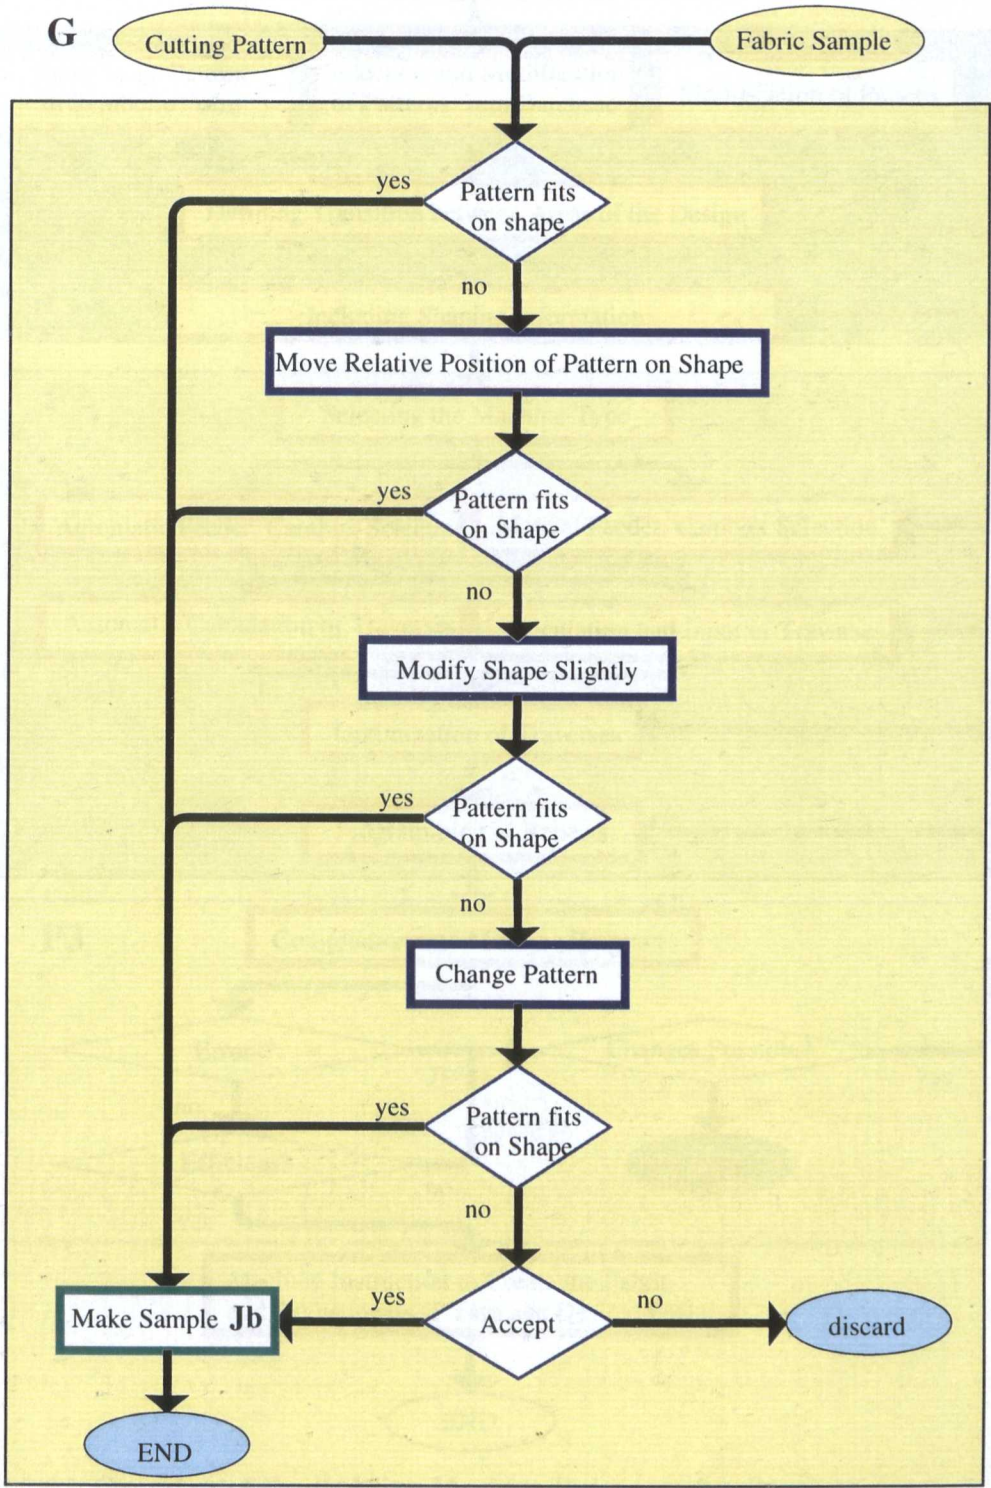 G
Cutting Pattern
Fabric Sample
Pattern fits
on shape
yes
no
Move Relative Position of Pattern on Shape
Pattern fits
on Shape
yes
no
Modify Shape Slightly
Pattern fits
on Shape
yes
no
Change Pattern
Pattern fits
on Shape
yes
no
Make Sample Jb
yes
Accept
no
discard
END